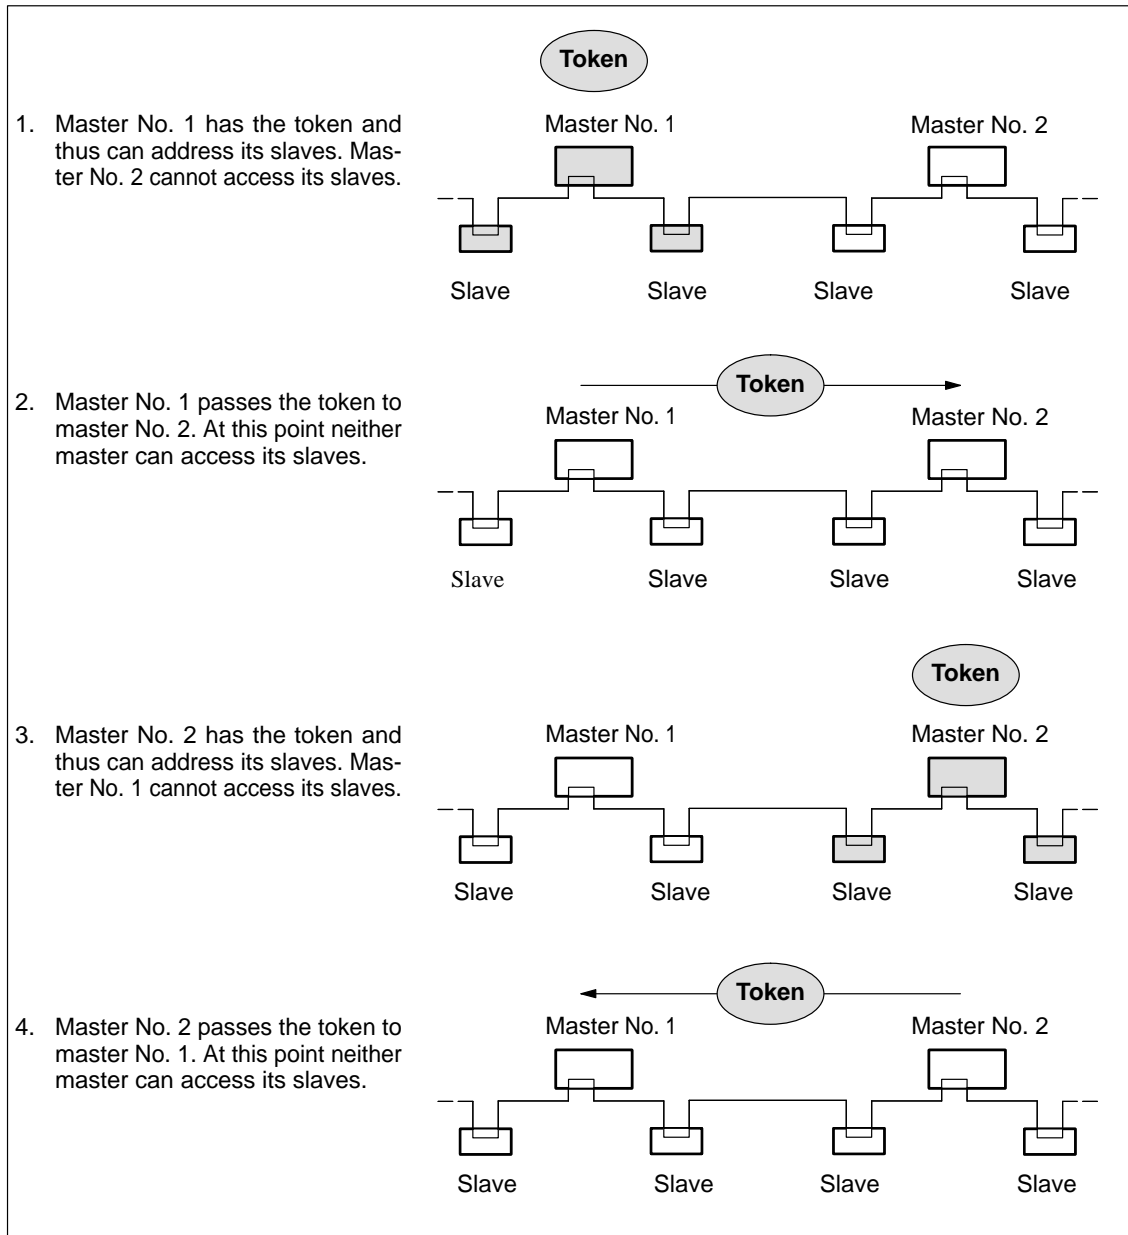 Token
1. Master No. 1 has the token and
thus can address its slaves. Mas-
ter No. 2 cannot access its slaves.
Master No. 1
Master No. 2
Slave
Slave
Slave
Slave
Token
2. Master No. 1 passes the token to
master No. 2. At this point neither
master can access its slaves.
Master No. 1
Master No. 2
Slave
Slave
Slave
Slave
Token
3. Master No. 2 has the token and
thus can address its slaves. Mas-
ter No. 1 cannot access its slaves.
Master No. 1
Master No. 2
Slave
Slave
Slave
Slave
Token
4. Master No. 2 passes the token to
master No. 1. At this point neither
master can access its slaves.
Master No. 1
Master No. 2
Slave
Slave
Slave
Slave